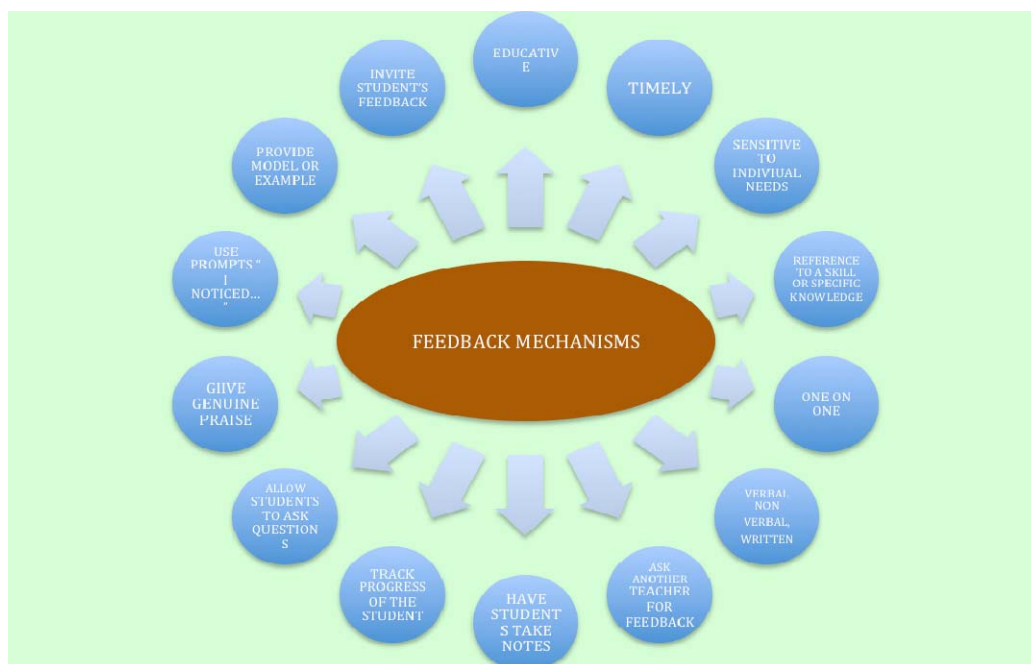 EDUCATIV
E
TIMELY
SENSITIVE
TO
INDIVIUAL
NEEDS
REFERENCE
TO A SKILL
OR SPECIFIC
KNOWLEDGE
ONE ON
ONE
VERBAL,
NON
VERBAL,
WRITTEN
ASK
ANOTHER
TEACHER
FOR
FEEDBACK
HAVE
STUDENT
S TAKE
NOTES
TRACK
PROGRESS
OF THE
STUDENT
ALLOW
STUDENTS
TO ASK
QUESTION
S
GIIVE
GENUINE
PRAISE
USE
PROMPTS “
I
NOTICED…
”
PROVIDE
MODEL OR
EXAMPLE
INVITE
STUDENT’S
FEEDBACK
FEEDBACK MECHANISMS